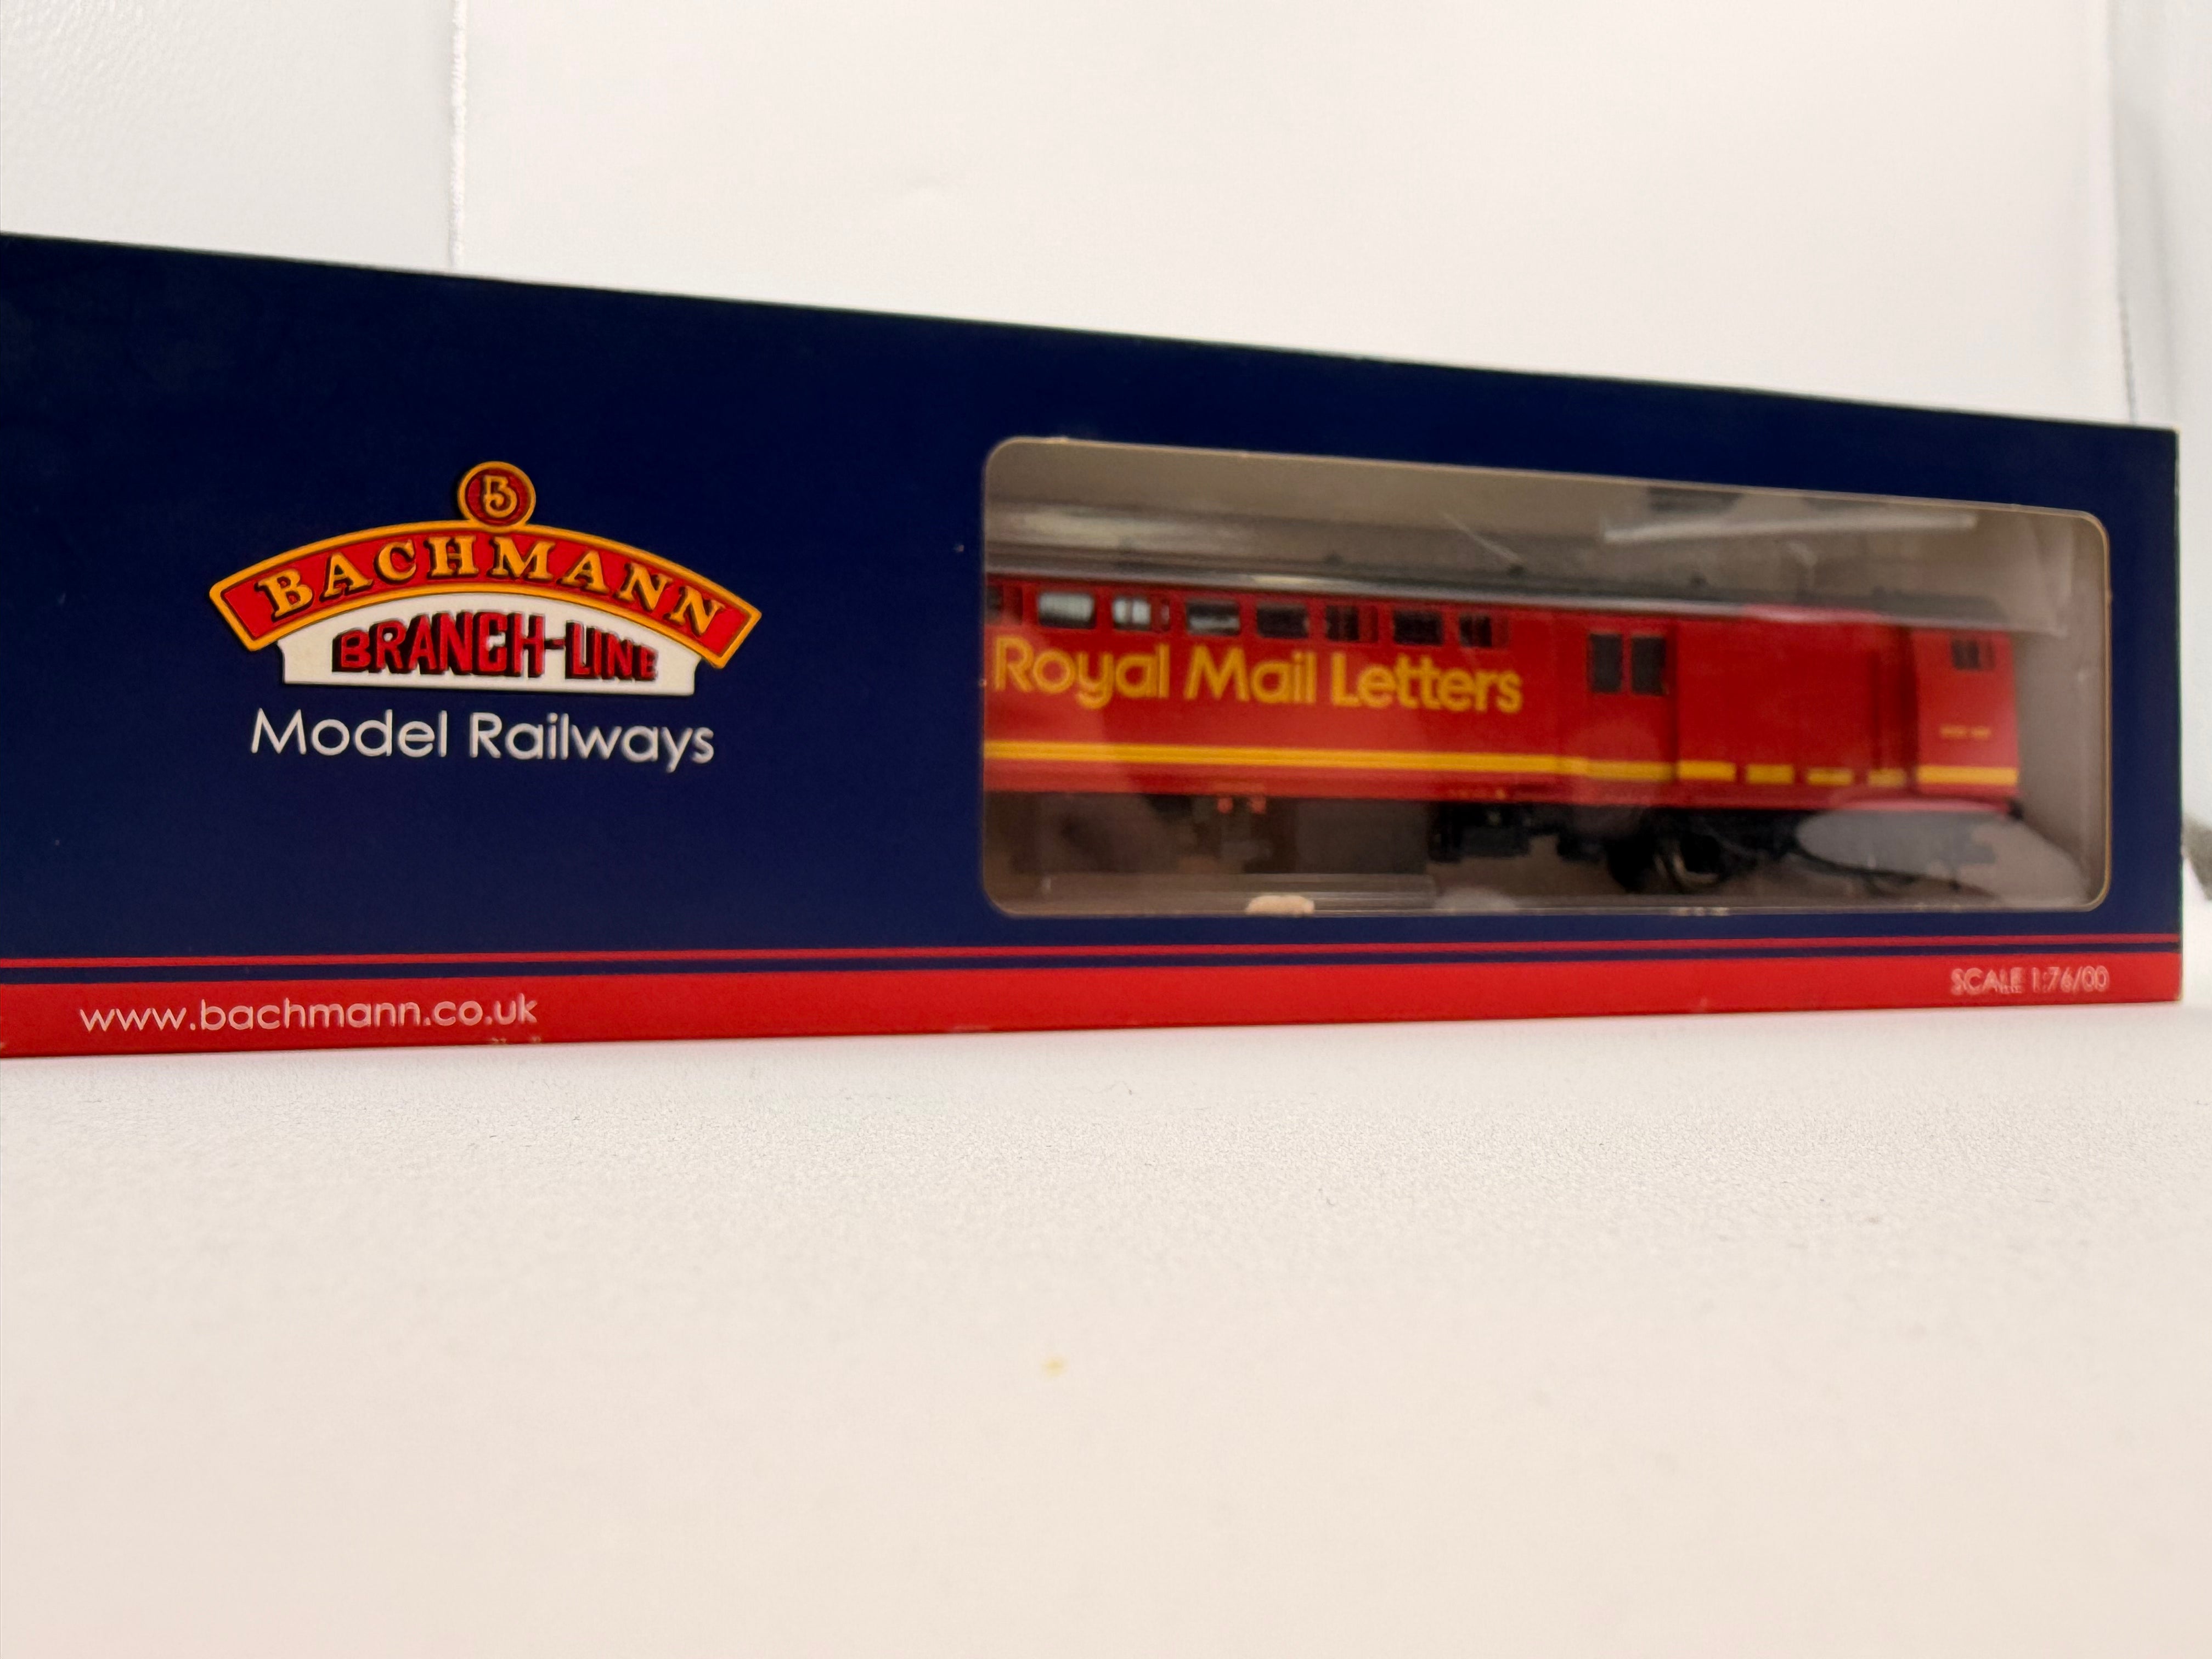 B
BACHMANN
BRANCH-LINE
Model Railways
Royal Mail Letters
www.bachmann.co.uk
SCALE 1:76/00